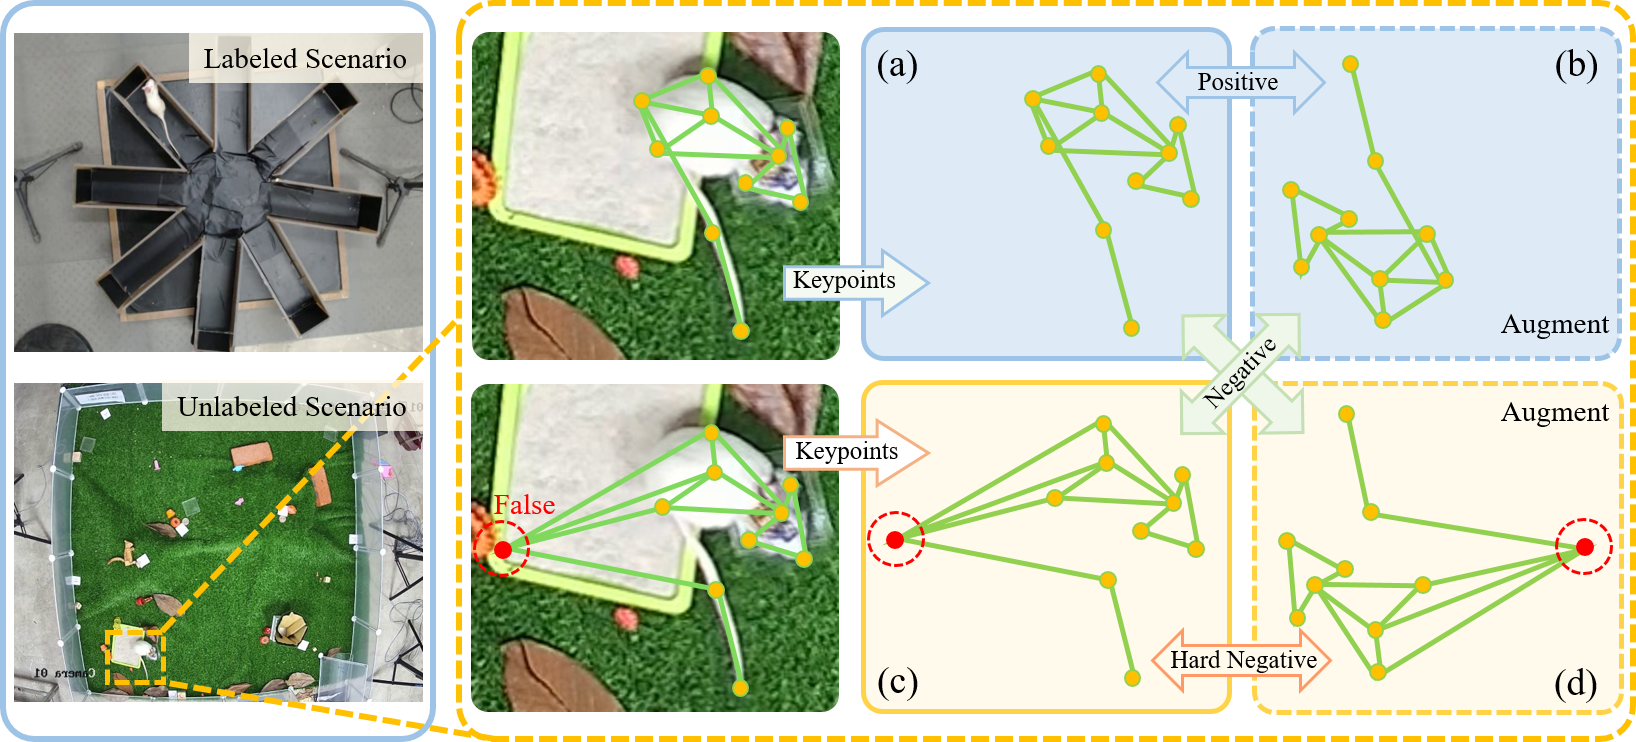 Labeled Scenario
Unlabeled Scenario
Camera 01
False
Keypoints
Keypoints
(a)
Positive
(b)
Augment
Negative
Augment
(c)
Hard Negative
(d)